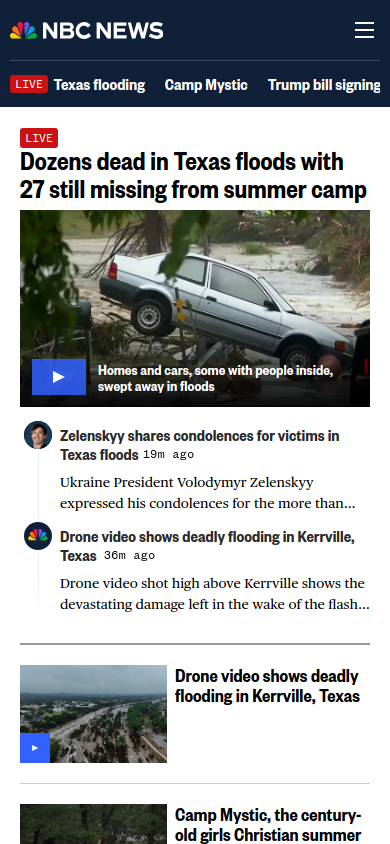 NBC NEWS
LIVE Texas flooding Camp Mystic Trump bill signing
LIVE
Dozens dead in Texas floods with
27 still missing from summer camp
Homes and cars, some with people inside,
swept away in floods
Zelenskyy shares condolences for victims in
Texas floods 19m ago
Ukraine President Volodymyr Zelenskyy
expressed his condolences for the more than...
Drone video shows deadly flooding in Kerrville,
Texas 36m ago
Drone video shot high above Kerrville shows the
devastating damage left in the wake of the flash...
Drone video shows deadly
flooding in Kerrville, Texas
Camp Mystic, the century-
old girls Christian summer